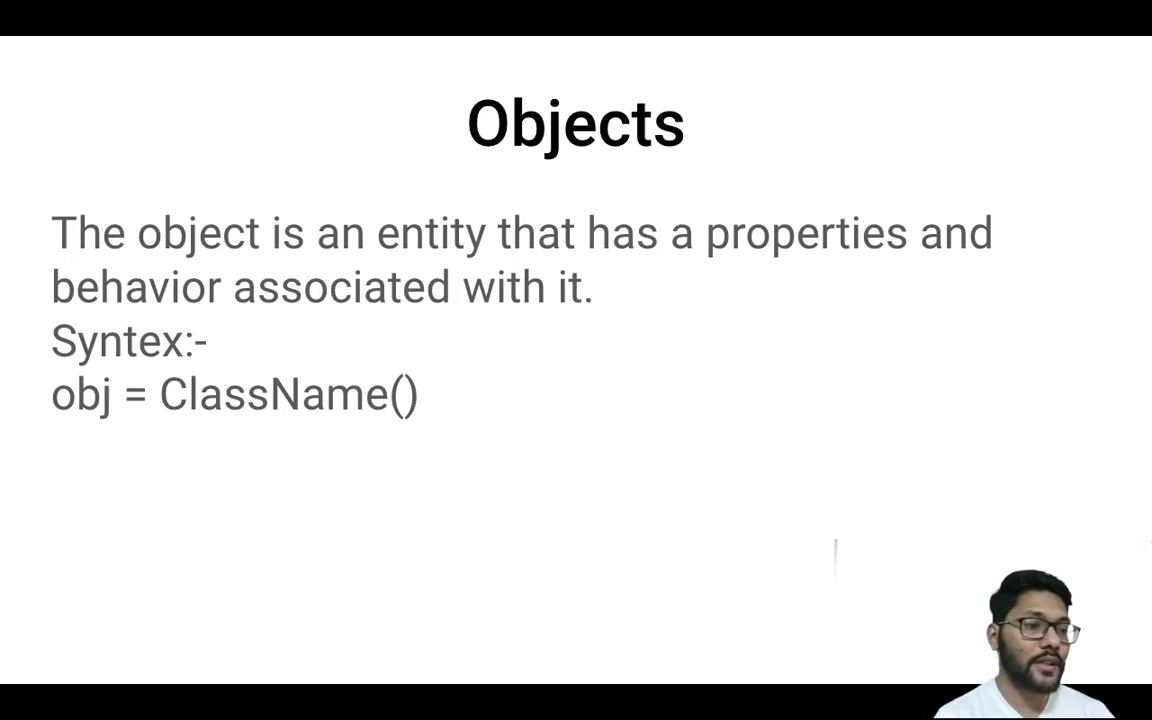 Objects
The object is an entity that has a properties and
behavior associated with it.
Syntex:-
obj = ClassName()